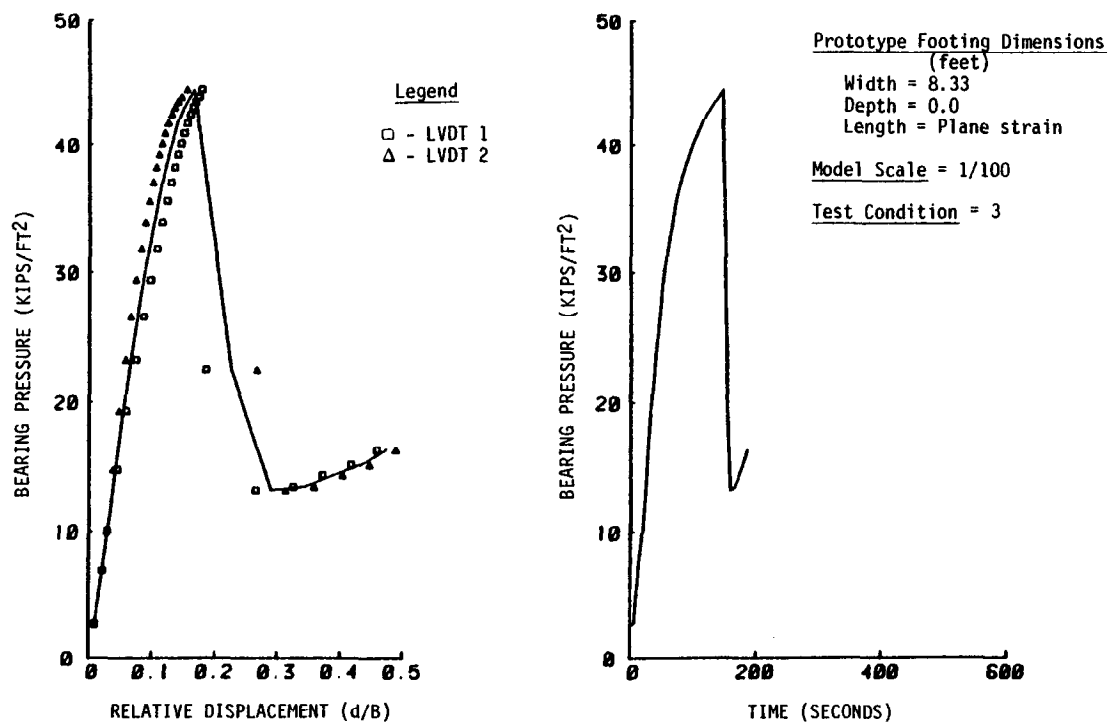 50
40
30
20
10
0
BEARING PRESSURE (KIPS/FT2)
0 0.1 0.2 0.3 0.4 0.5
RELATIVE DISPLACEMENT (d/B)
Legend
□ - LVDT 1
△ - LVDT 2
50
40
30
20
10
0
BEARING PRESSURE (KIPS/FT2)
0 200 400 600
TIME (SECONDS)
Prototype Footing Dimensions
(feet)
Width = 8.33
Depth = 0.0
Length = Plane strain
Model Scale = 1/100
Test Condition = 3